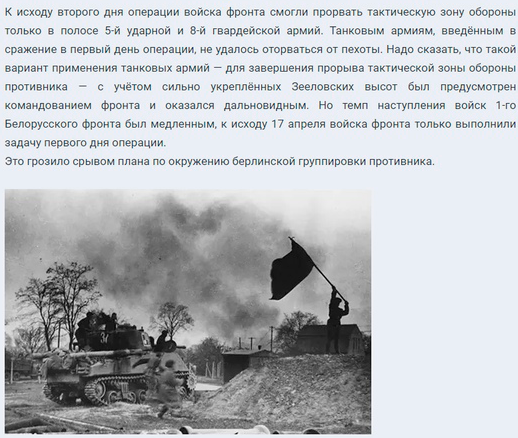 К исходу второго дня операции войска фронта смогли прорвать тактическую зону обороны
только в полосе 5-й ударной и 8-й гвардейской армий. Танковым армиям, введённым в
сражение в первый день операции, не удалось оторваться от пехоты. Надо сказать, что такой
вариант применения танковых армий — для завершения прорыва тактической зоны обороны
противника — с учётом сильно укреплённых Зееловских высот был предусмотрен
командованием фронта и оказался дальновидным. Но темп наступления войск 1-го
Белорусского фронта был медленным, к исходу 17 апреля войска фронта только выполнили
задачу первого дня операции.
Это грозило срывом плана по окружению берлинской группировки противника.